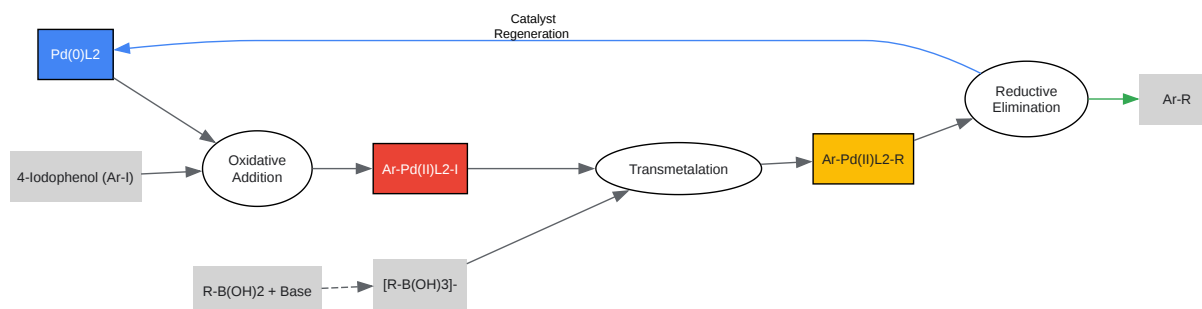 Catalyst
Regeneration
Pd(0)L2
Reductive
Elimination
Ar-R
Oxidative
Addition
4-Iodophenol (Ar-I)
Ar-Pd(II)L2-I
Transmetalation
Ar-Pd(II)L2-R
R-B(OH)2 + Base
[R-B(OH)3]-